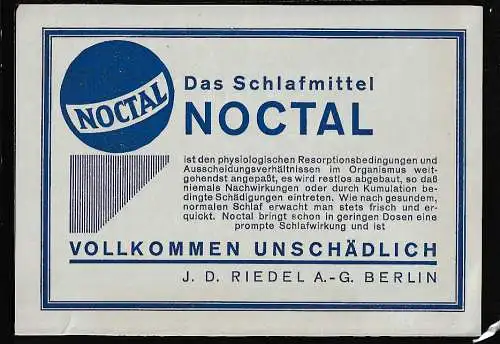 NOCTAL
Das Schlafmittel
NOCTAL
ist den physiologischen Resorptionsbedingungen und
Ausscheidungsverhältnissen im Organismus weit-
gehendst angepaßt, es wird restlos abgebaut, so daß
niemals Nachwirkungen oder durch Kumulation be-
dingte Schädigungen eintreten. Wie nach gesundem,
normalen Schlaf erwacht man stets frisch und er-
quickt. Noctal bringt schon in geringen Dosen eine
prompte Schlafwirkung und ist
VOLLKOMMEN UNSCHÄDLICH
J. D. RIEDEL A.-G. BERLIN